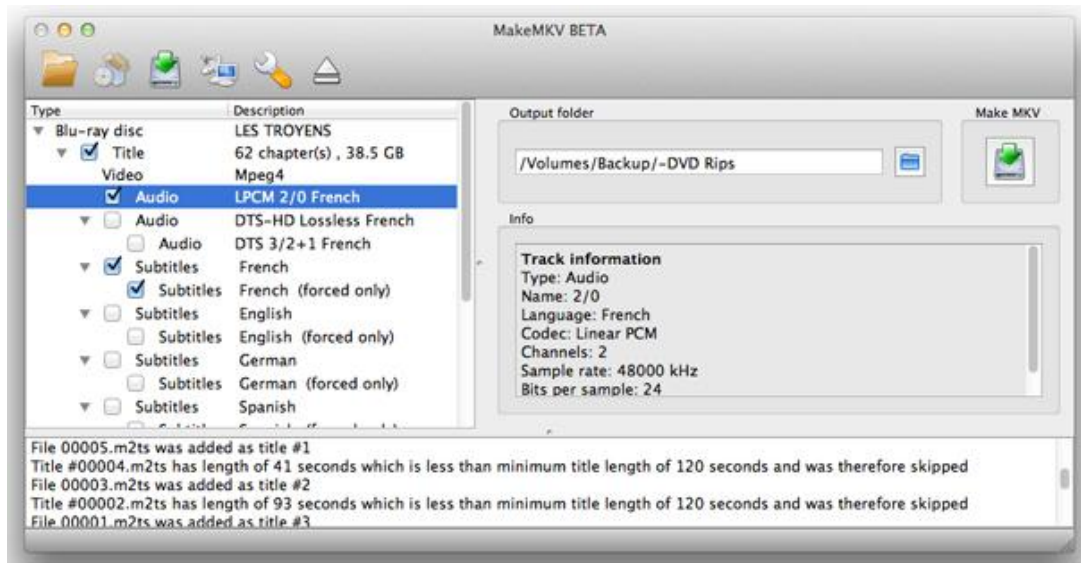 MakeMKV BETA
Type Description
Blu-ray disc LES TROYENS
Title 62 chapter(s) , 38.5 GB
Video Mpeg4
Audio LPCM 2/0 French
Audio DTS-HD Lossless French
Audio DTS 3/2+1 French
Subtitles French
Subtitles French (forced only)
Subtitles English
Subtitles English (forced only)
Subtitles German
Subtitles German (forced only)
Subtitles Spanish
Output folder
/Volumes/Backup/-DVD Rips
Make MKV
Info
Track information
Type: Audio
Name: 2/0
Language: French
Codec: Linear PCM
Channels: 2
Sample rate: 48000 kHz
Bits per sample: 24
File 00005.m2ts was added as title #1
Title #00004.m2ts has length of 41 seconds which is less than minimum title length of 120 seconds and was therefore skipped
File 00003.m2ts was added as title #2
Title #00002.m2ts has length of 93 seconds which is less than minimum title length of 120 seconds and was therefore skipped
File 00001.m2ts was added as title #3